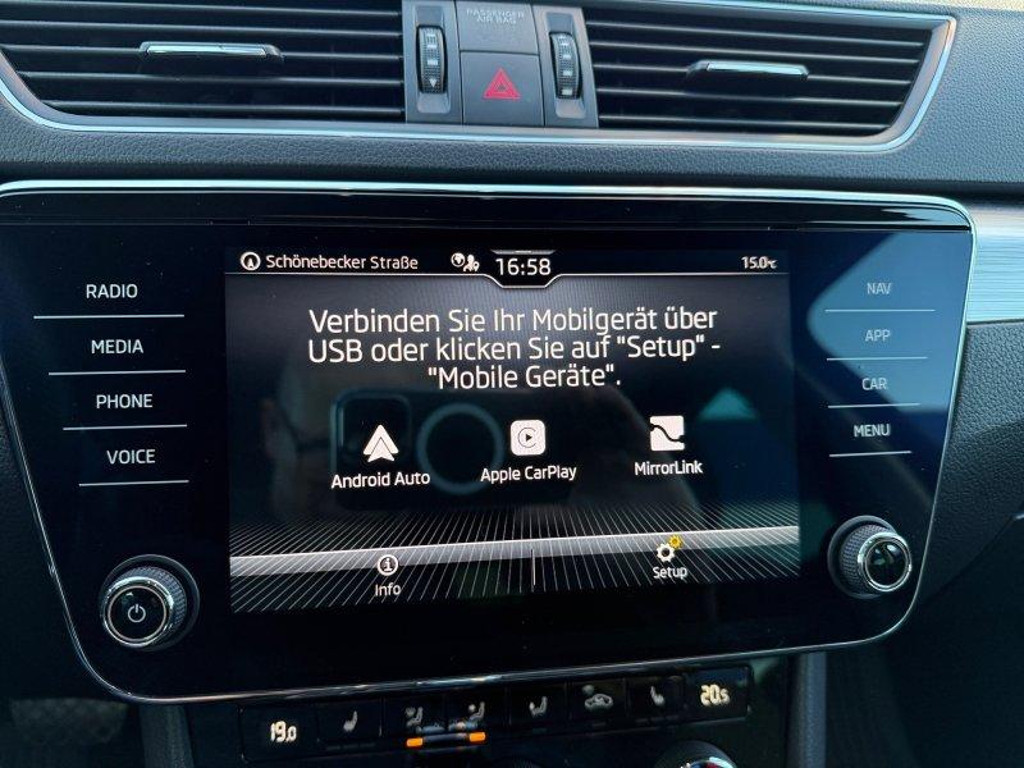 PASSENGER
AIR BAG
Schönebecker Straße
16:58
15.0°C
RADIO
MEDIA
PHONE
VOICE
Verbinden Sie Ihr Mobilgerät über
USB oder klicken Sie auf "Setup" -
"Mobile Geräte".
Android Auto
Apple CarPlay
MirrorLink
Info
Setup
NAV
APP
CAR
MENU
19.0
20.5